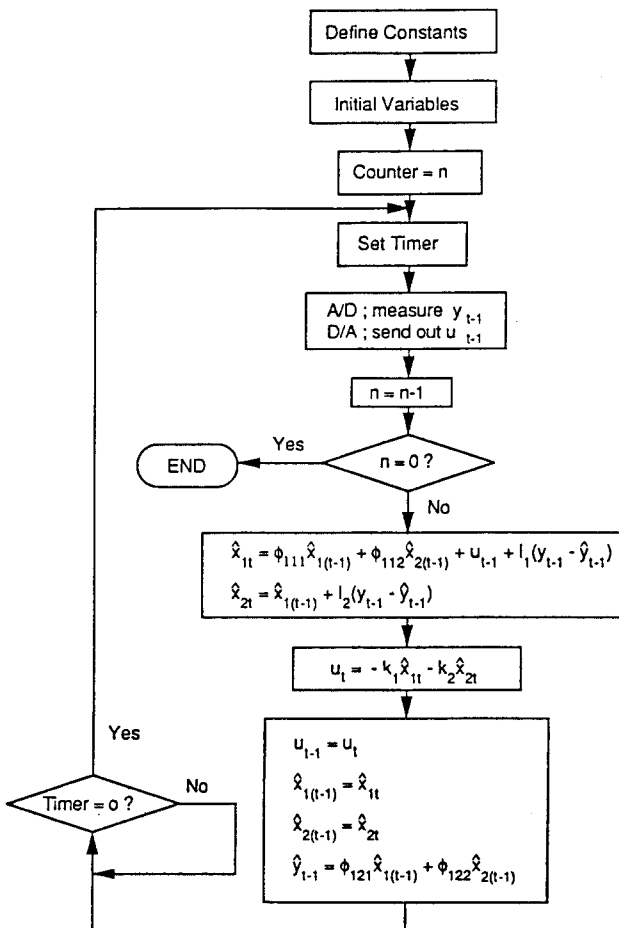 Define Constants
Initial Variables
Counter = n
Set Timer
A/D ; measure y_{t-1}
D/A ; send out u_{t-1}
n = n-1
Yes
END
n = 0 ?
No
x̂_{1t} = ϕ_{111}x̂_{1(t-1)} + ϕ_{112}x̂_{2(t-1)} + u_{t-1} + l_1(y_{t-1} - ŷ_{t-1})
x̂_{2t} = x̂_{1(t-1)} + l_2(y_{t-1} - ŷ_{t-1})
u_t = - k_1x̂_{1t} - k_2x̂_{2t}
u_{t-1} = u_t
x̂_{1(t-1)} = x̂_{1t}
x̂_{2(t-1)} = x̂_{2t}
ŷ_{t-1} = ϕ_{121}x̂_{1(t-1)} + ϕ_{122}x̂_{2(t-1)}
Yes
No
Timer = o ?